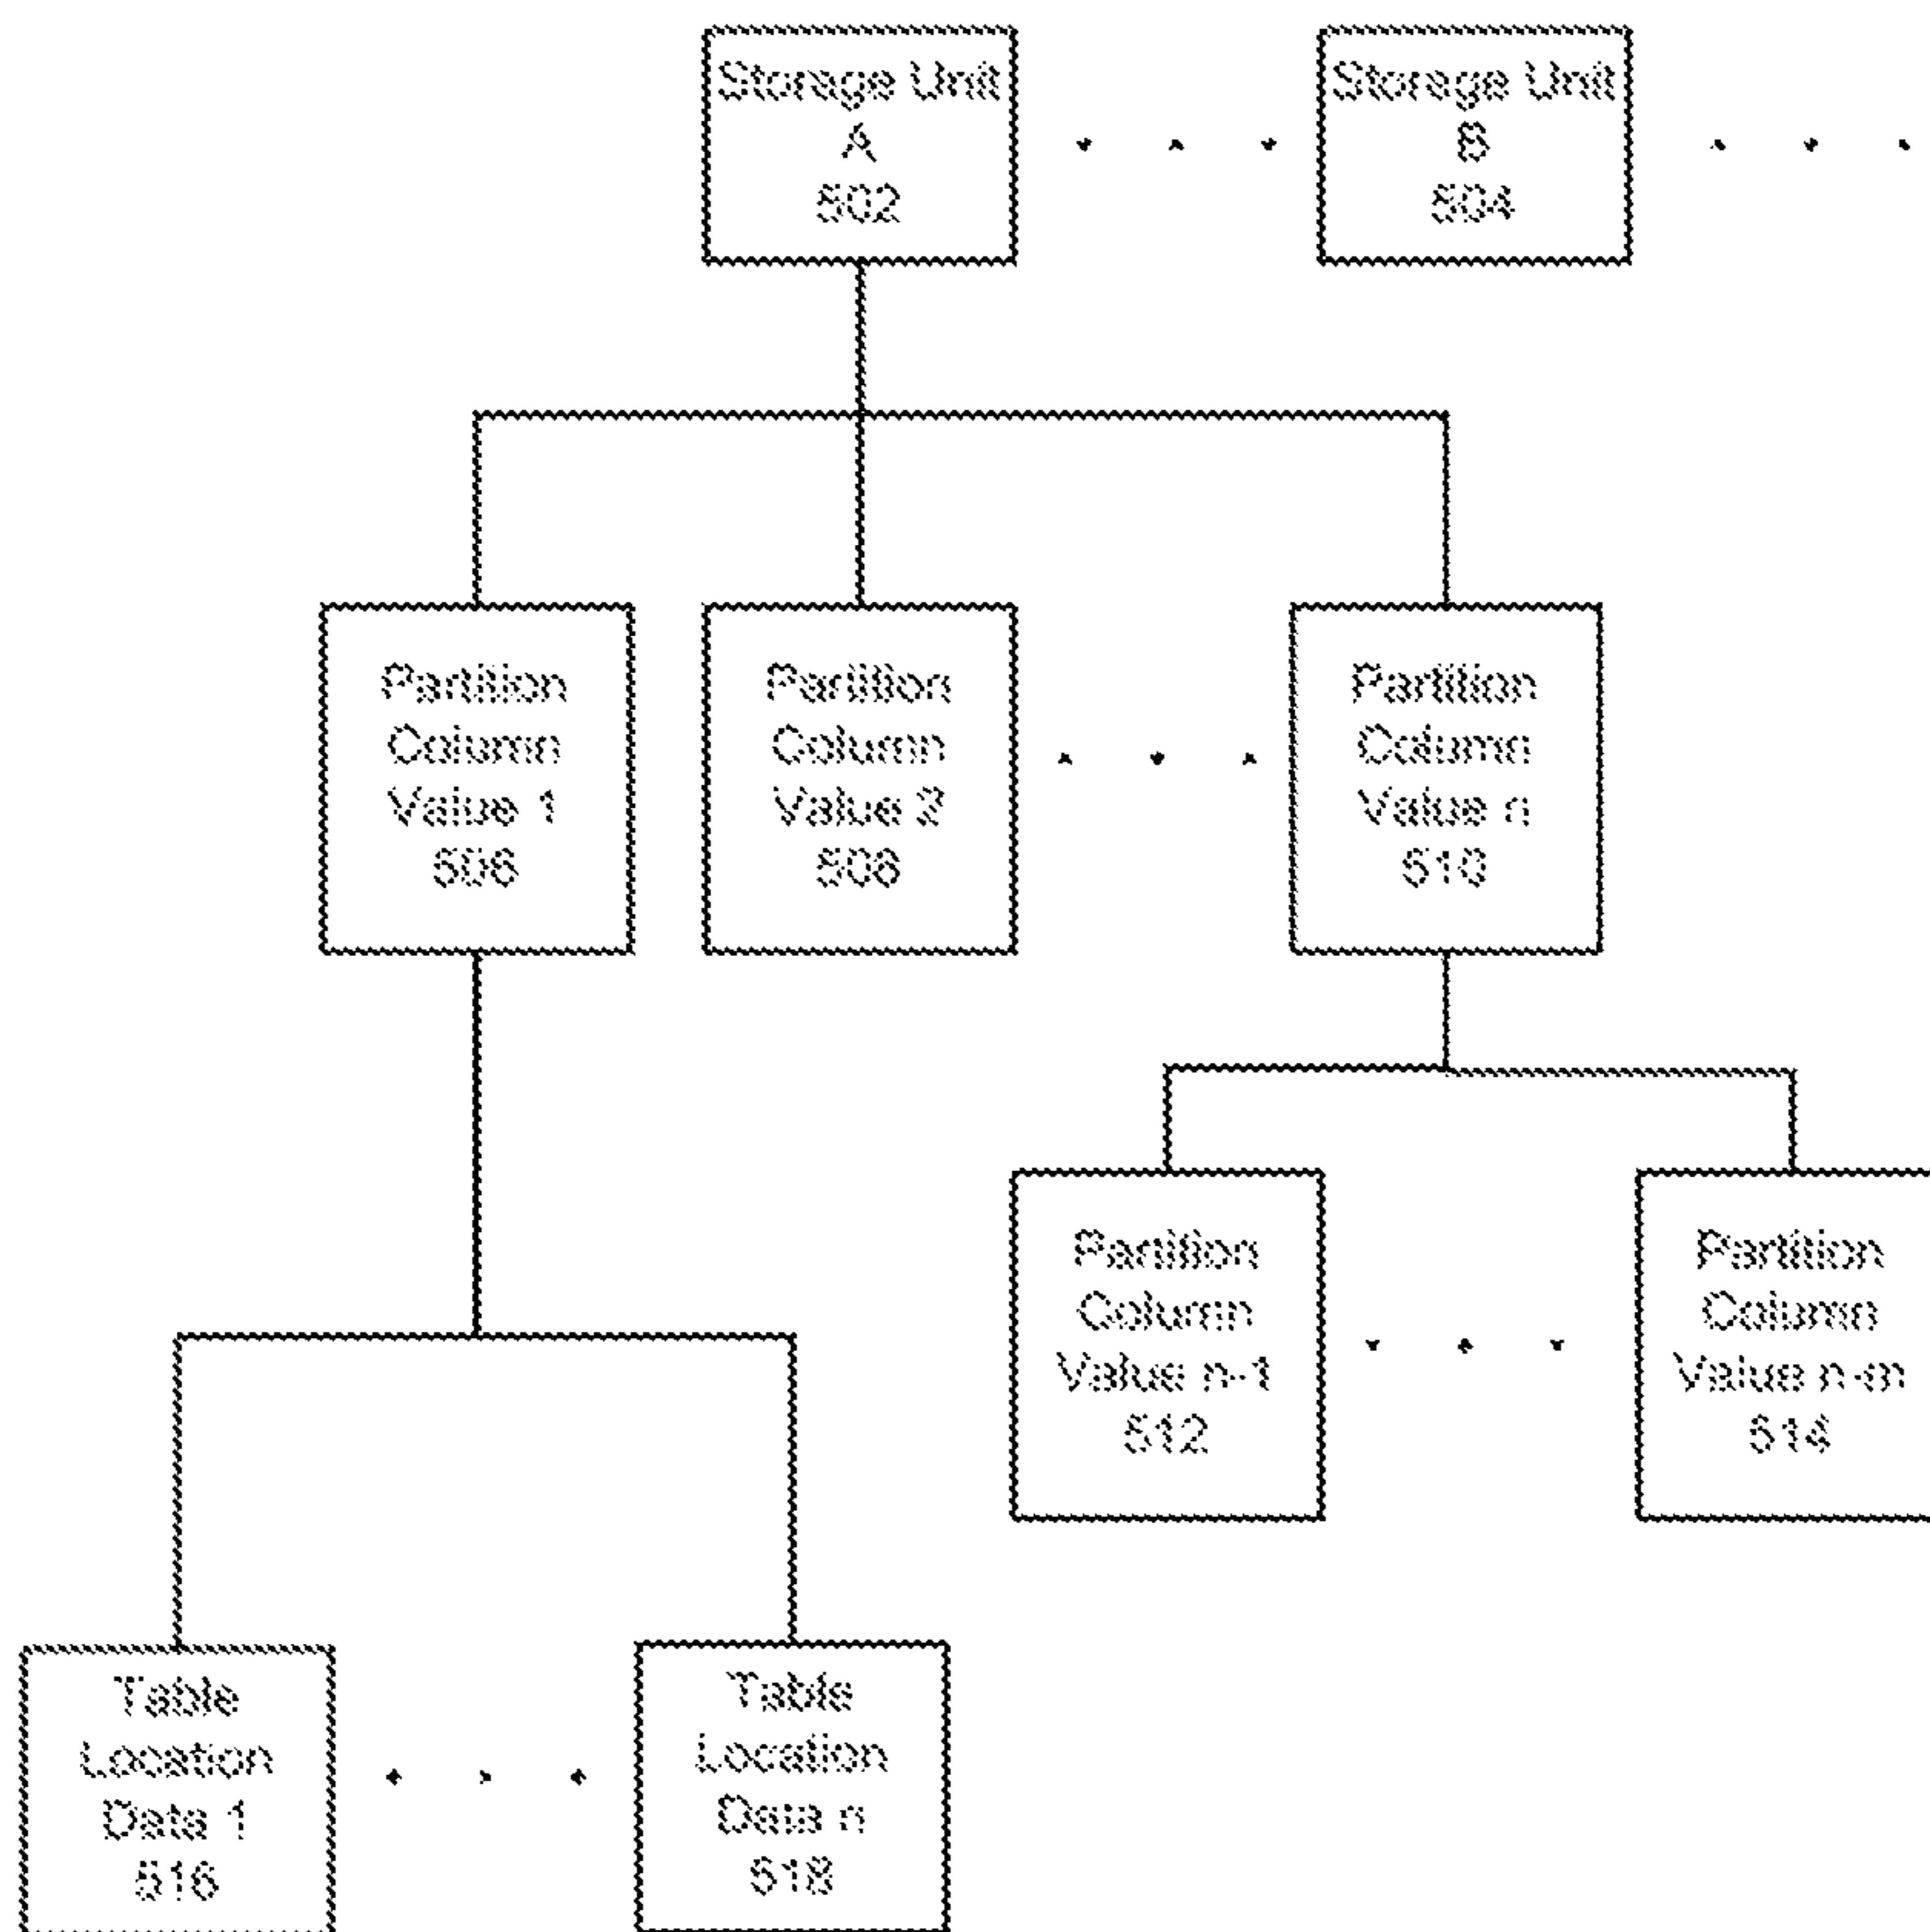 Storage Unit
A
502
Storage Unit
B
504
Partition
Column
Value 1
506
Partition
Column
Value 2
508
Partition
Column
Value n
510
Partition
Column
Value n-1
512
Partition
Column
Value n-m
514
Table
Location
Data 1
516
Table
Location
Data n
518